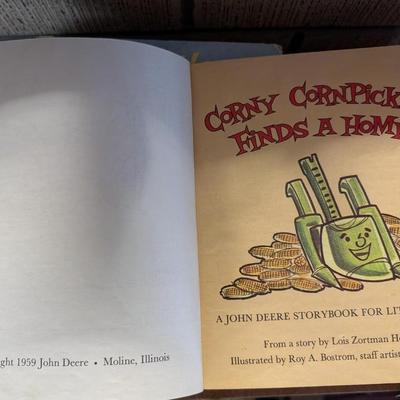 ght 1959 John Deere • Moline, Illinois
CORNY CORNPICK
FINDS A HOM
A JOHN DEERE STORYBOOK FOR LIT
From a story by Lois Zortman Ho
Illustrated by Roy A. Bostrom, staff artist